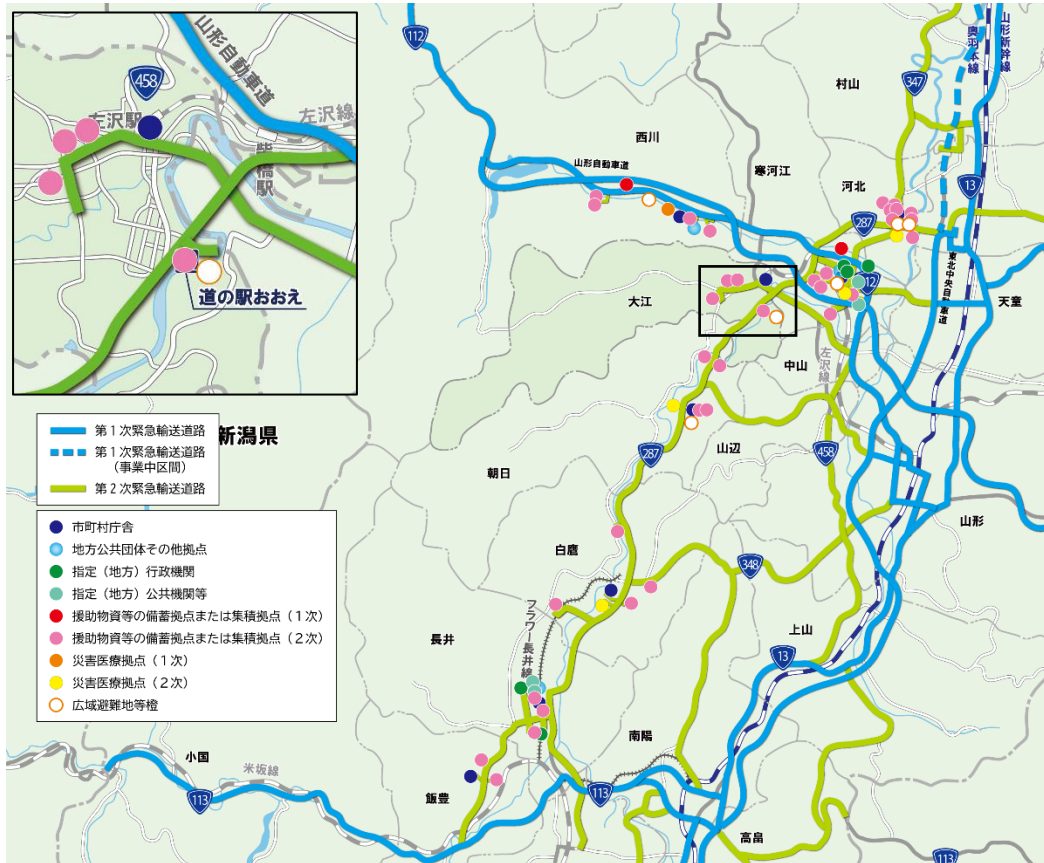 山形自動車道
458
左沢駅
左沢線
柴橋駅
道の駅おおえ
112
奥羽本線
山形新幹線
村山
347
西川
山形自動車道
寒河江
河北
13
287
東北中央自動車道
112
天童
大江
中山
左沢線
新潟県
朝日
287
山辺
458
山形
白鷹
348
長井
フラワー長井線
上山
13
南陽
小国
米坂線
113
飯豊
113
高畠
113
第1次緊急輸送道路
第1次緊急輸送道路
(事業中区間)
第2次緊急輸送道路
市町村庁舎
地方公共団体その他拠点
指定(地方)行政機関
指定(地方)公共機関等
援助物資等の備蓄拠点または集積拠点(1次)
援助物資等の備蓄拠点または集積拠点(2次)
災害医療拠点(1次)
災害医療拠点(2次)
広域避難地等橙